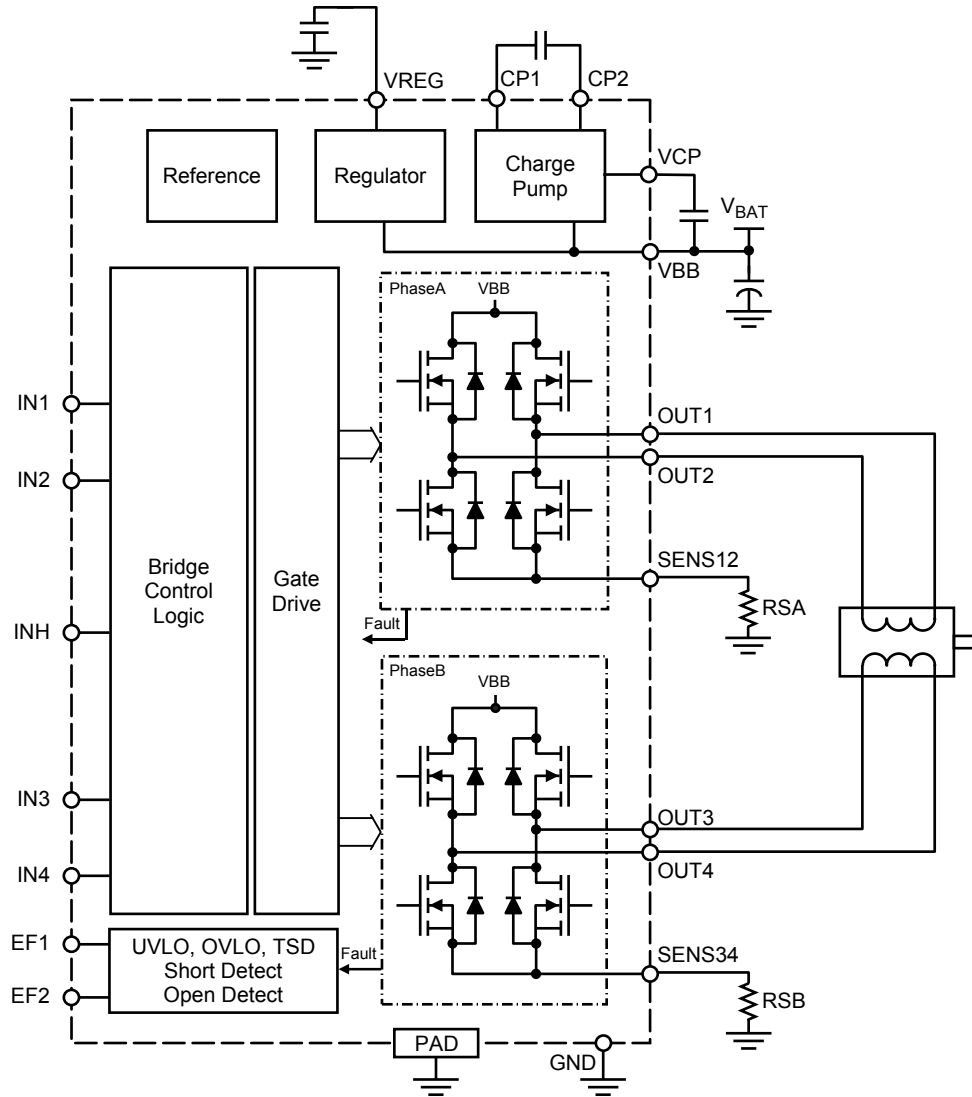 VREG
CP1
CP2
Reference
Regulator
Charge
Pump
VCP
VBAT
VBB
PhaseA
VBB
IN1
IN2
INH
IN3
IN4
Bridge
Control
Logic
Gate
Drive
OUT1
OUT2
SENS12
RSA
Fault
PhaseB
VBB
OUT3
OUT4
SENS34
RSB
EF1
EF2
UVLO, OVLO, TSD
Short Detect
Open Detect
Fault
PAD
GND